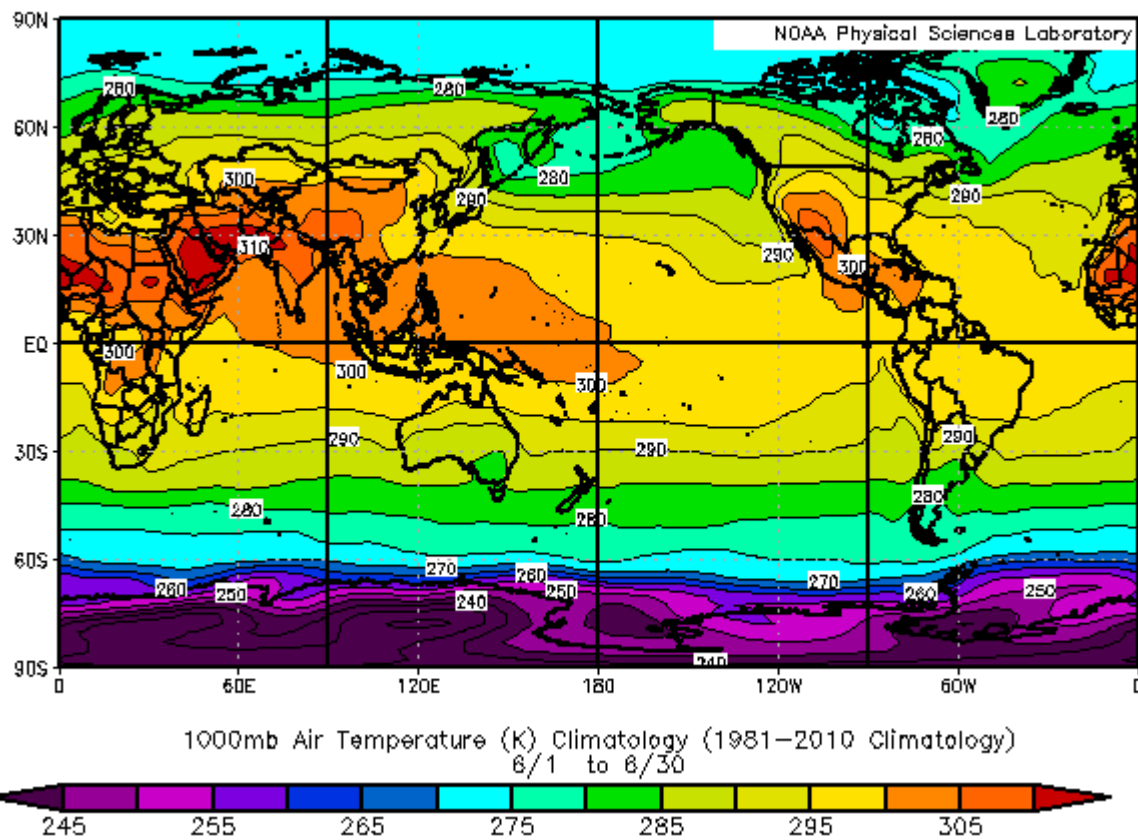 90N
NOAA Physical Sciences Laboratory
280 280 280
60N
280
280
300 290 290
30N
310
290 300
EQ
300 300
300
290 290 290
30S
280
280
280
60S
270 260 270
260 250 250 260 250
240
90S
240
0 60E 120E 180 120W 60W 0
1000mb Air Temperature (K) Climatology (1981−2010 Climatology)
6/1 to 6/30
245 255 265 275 285 295 305